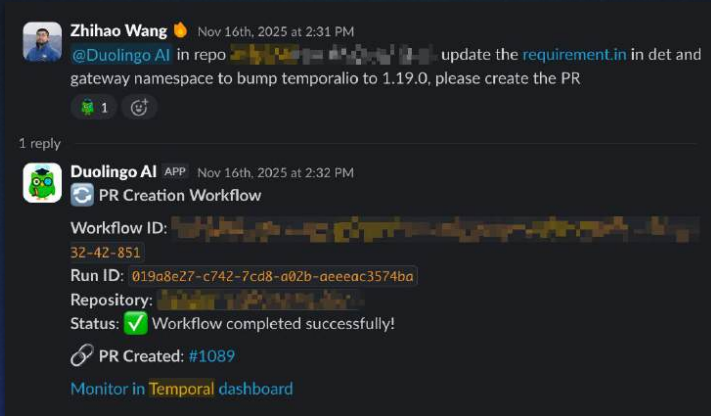 Zhihao Wang Nov 16th, 2025 at 2:31 PM
@Duolingo AI in repo update the requirement.in in det and
gateway namespace to bump temporalio to 1.19.0, please create the PR
1
1 reply
Duolingo AI APP Nov 16th, 2025 at 2:32 PM
PR Creation Workflow
Workflow ID:
32-42-851
Run ID: 019a8e27-c742-7cd8-a02b-aeeeac3574ba
Repository:
Status: Workflow completed successfully!
PR Created: #1089
Monitor in Temporal dashboard